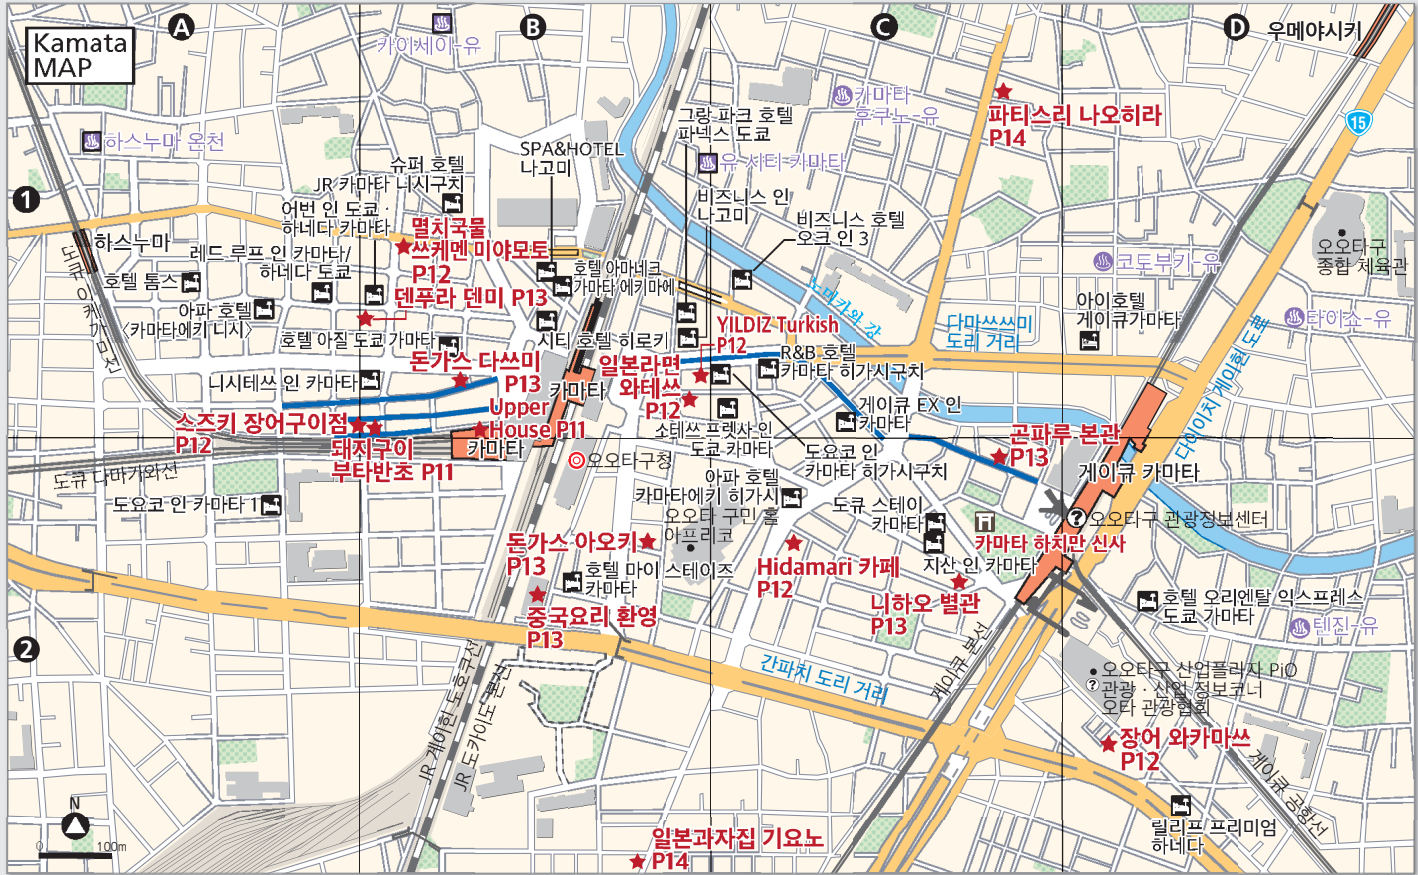 Kamata
MAP
A
B
C
D
1
2
우메야시키
카이세이-유
하스누마 온천
그랑-파크 호텔
파넥스 도쿄
카마타
후쿠노-유
파티스리 나오히라
P14
15
SPA&HOTEL
나고미
유-시티 카마타
슈퍼 호텔
JR 카마타 니시구치
어번 인 도쿄 ·
하네다 카마타
비즈니스 인
나고미
비즈니스 호텔
오크 인 3
멸치국물
쓰케멘 미야모토
P12
하스누마
레드 루프 인 카마타/
하네다 도쿄
호텔 톰스
아파 호텔
〈카마타에키 니시〉
덴푸라 덴미 P13
호텔 아마네크
카마타 에키마에
오오타구
종합 체육관
코토부키-유
타이쇼-유
아이호텔
게이큐카마타
노미카와 강
다마쓰쓰미
도리 거리
다이이치 게이힌 도로
호텔 아질 도쿄 카마타
시티 호텔 히로키
YILDIZ Turkish
P12
R&B 호텔
카마타 히가시구치
돈가스 다쓰미
P13
일본라면
와테쓰
P12
니시테쓰 인 카마타
카마타
Upper
House P11
스즈키 장어구이점
P12
돼지구이
부타반초 P11
카마타
게이큐 EX 인
카마타
소테쓰 프렛사 인
도쿄 카마타
도요코 인
카마타 히가시구치
곤파루 본관
P13
게이큐 카마타
오오타구청
도큐 다마가와선
도요코 인 카마타 1
아파 호텔
카마타에키 히가시
오오타 구민 홀
아프리코
도큐 스테이
카마타
오오타구 관광정보센터
카마타 하치만 신사
지산 인 카마타
돈가스 아오키
P13
호텔 마이 스테이즈
카마타
Hidamari 카페
P12
니하오 별관
P13
중국요리 환영
P13
호텔 오리엔탈 익스프레스
도쿄 카마타
텐진-유
간파치 도리 거리
게이큐 본선
오오타구 산업플라자 PiO
관광 · 산업 정보코너
오타 관광협회
장어 와카마쓰
P12
JR 게이힌 도호쿠선
JR 도카이도 본선
게이큐 공항선
릴리프 프리미엄
하네다
일본과자집 기요노
P14
N
0
100m